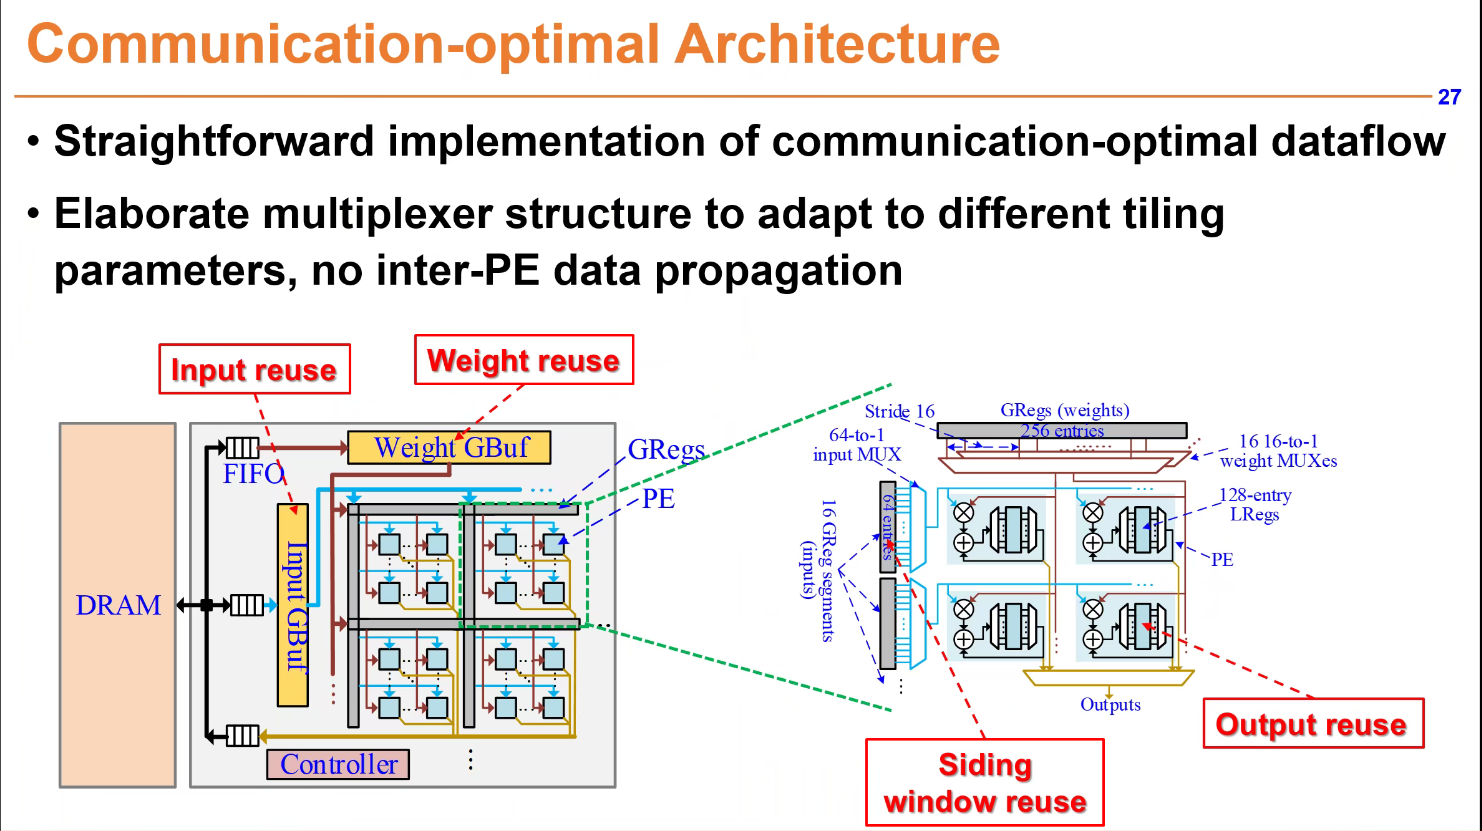 Communication-optimal Architecture
27
• Straightforward implementation of communication-optimal dataflow
• Elaborate multiplexer structure to adapt to different tiling
parameters, no inter-PE data propagation
Input reuse
Weight reuse
DRAM
FIFO
Weight GBuf
Input GBuf
GRegs
PE
Controller
Stride 16
GRegs (weights)
256 entries
64-to-1
input MUX
16 16-to-1
weight MUXes
128-entry
LRegs
PE
64 entries
16 GReg segments
(inputs)
Outputs
Output reuse
Siding
window reuse